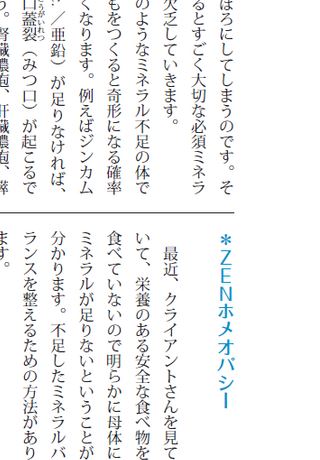 ぼろにしてしまうのです。そ
るとすごく大切な必須ミネラ
欠乏していきます。
のようなミネラル不足の体で
もをつくると奇形になる確率
くなります。例えばジンカム
／亜鉛）が足りなければ、
口蓋裂（みつ口）が起こるで
う。腎臓
＊ZENホメオパシー
最近、クライアントさんを見て
いて、栄養のある安全な食べ物を
食べていないので明らかに母体に
ミネラルが足りないということが
分かります。不足したミネラルバ
ランスを整えるための方法があり
ます。